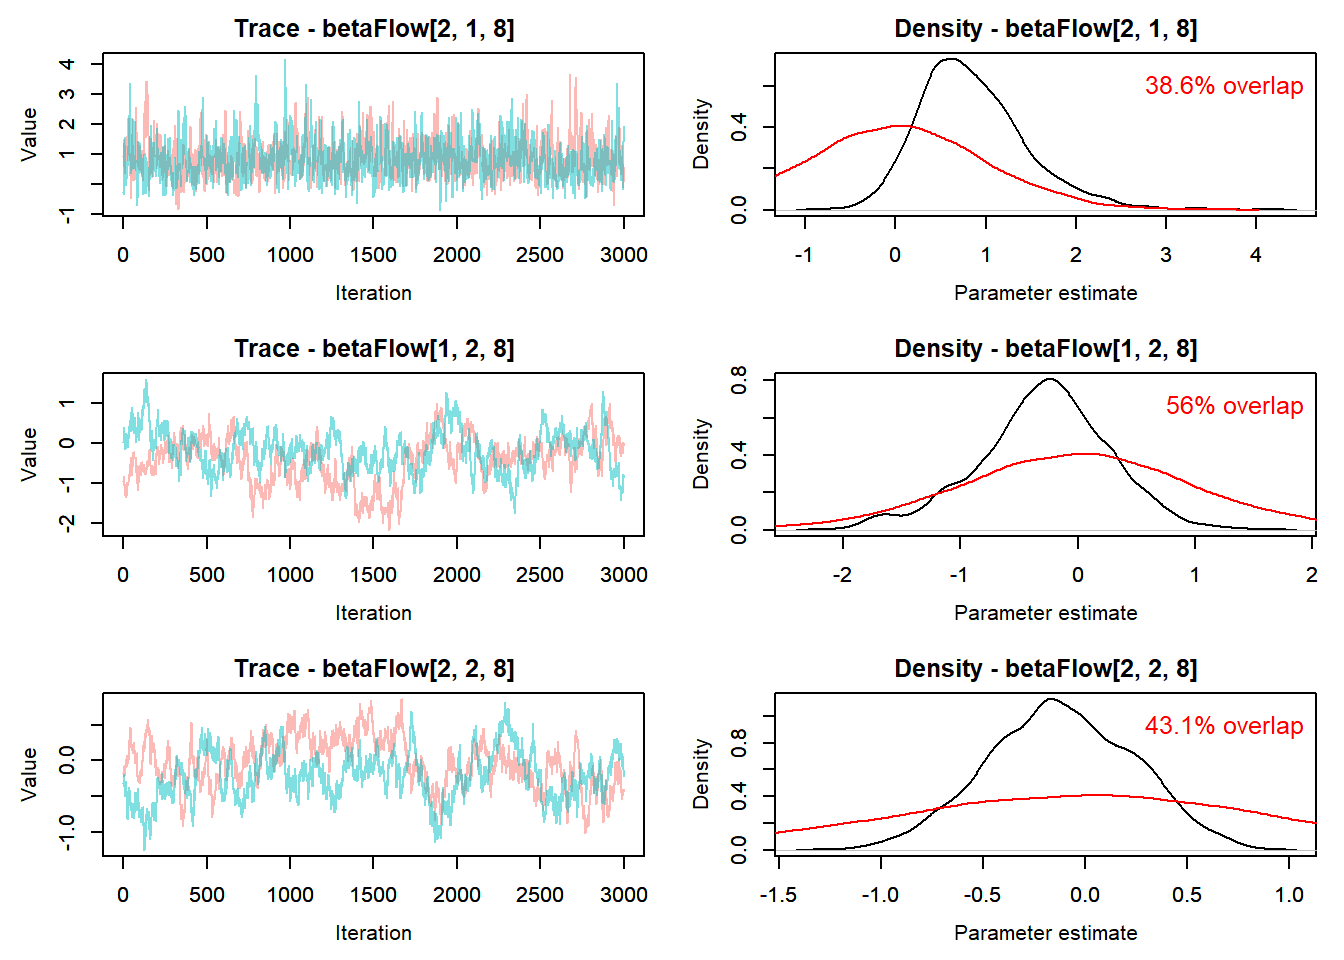 Trace - betaFlow[2, 1, 8]
Value
-1 1 2 3 4
0 500 1000 1500 2000 2500 3000
Iteration
Density - betaFlow[2, 1, 8]
38.6% overlap
Density
0.0 0.4
-1 0 1 2 3 4
Parameter estimate
Trace - betaFlow[1, 2, 8]
Value
-2 -1 0 1
0 500 1000 1500 2000 2500 3000
Iteration
Density - betaFlow[1, 2, 8]
56% overlap
Density
0.0 0.4 0.8
-2 -1 0 1 2
Parameter estimate
Trace - betaFlow[2, 2, 8]
Value
-1.0 0.0
0 500 1000 1500 2000 2500 3000
Iteration
Density - betaFlow[2, 2, 8]
43.1% overlap
Density
0.0 0.4 0.8
-1.5 -1.0 -0.5 0.0 0.5 1.0
Parameter estimate